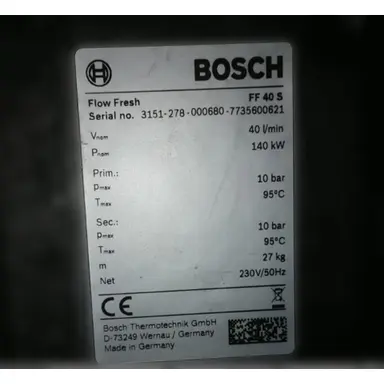 BOSCH
Flow Fresh FF 40 S
Serial no. 3151-278-000680-7735600621
Vnom 40 l/min
Pnom 140 kW
Prim.:
pmax 10 bar
Tmax 95°C
Sec.:
pmax 10 bar
Tmax 95°C
m 27 kg
Net 230V/50Hz
CE
Bosch Thermotechnik GmbH
D-73249 Wernau / Germany
Made in Germany